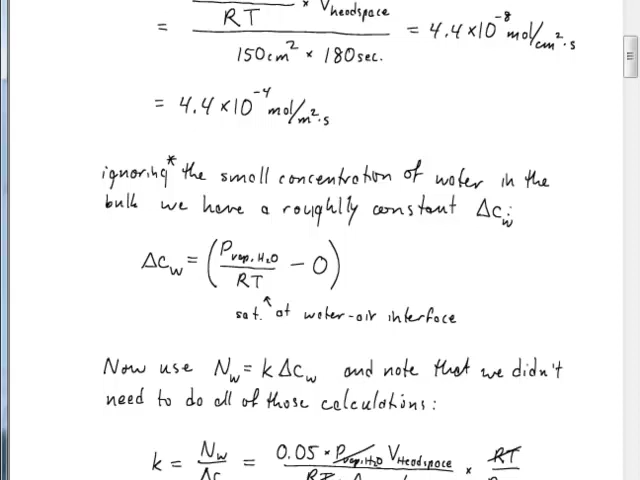 RT × Vheadspace
= 150cm² × 180sec. = 4.4×10⁻⁸ mol/cm²·s
= 4.4×10⁻⁴ mol/m²·s
ignoring* the small concentration of water in the
bulk we have a roughlly constant Δc_w:
Δc_w = (P_vap,H₂O / RT − 0)
sat. at water-air interface
Now use N_w = k Δc_w and note that we didn't
need to do all of those calculations:
k = N_w / Δc = 0.05 × P_vap,H₂O V_Headspace × RT